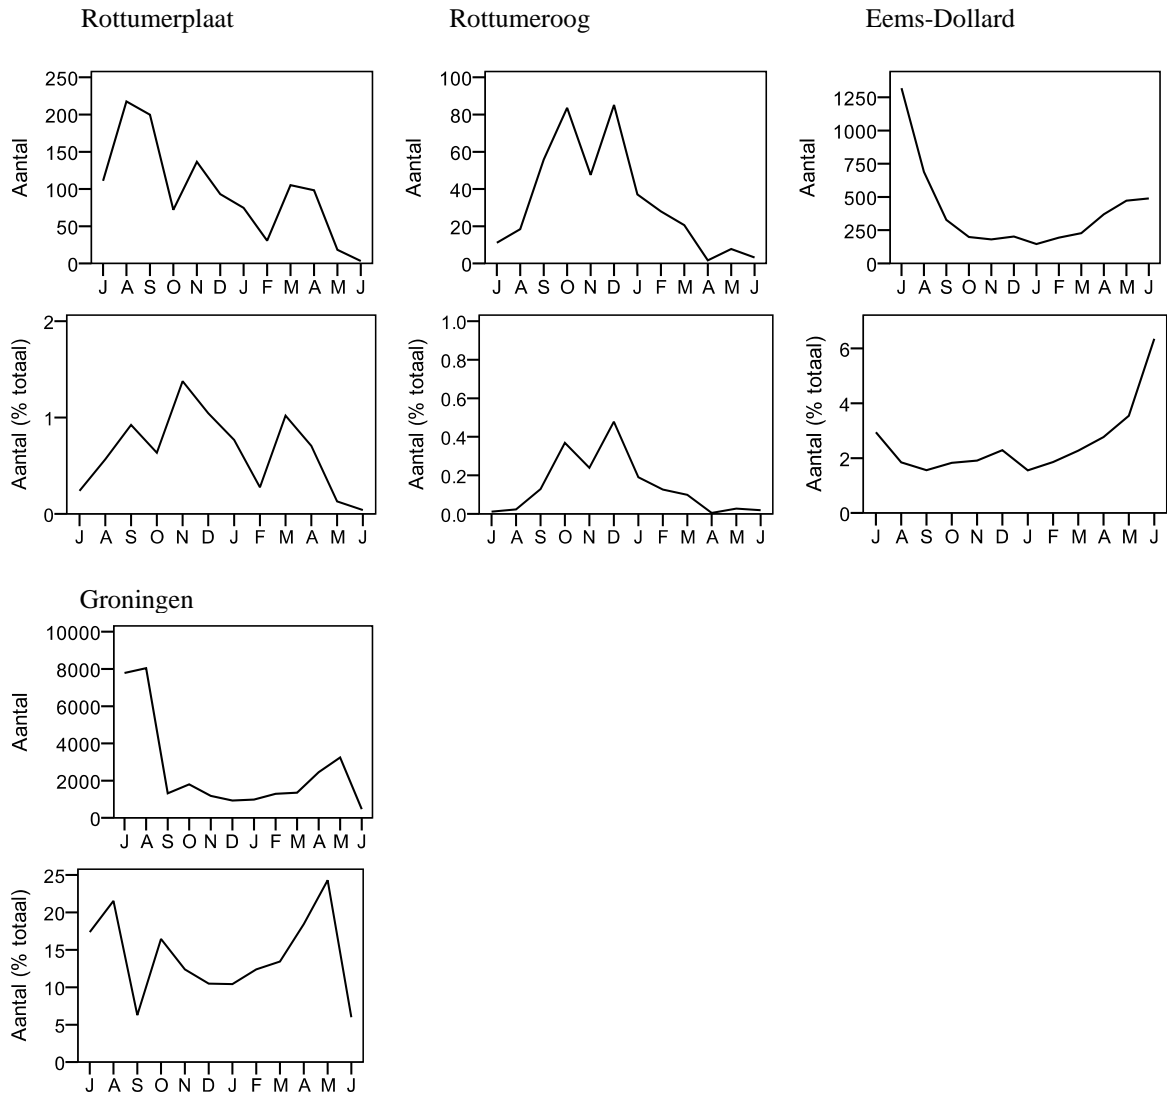 Rottumerplaat
Rottumeroog
Eems-Dollard
250
200
150
100
50
0
Aantal
J A S O N D J F M A M J
100
80
60
40
20
0
Aantal
J A S O N D J F M A M J
1250
1000
750
500
250
0
Aantal
J A S O N D J F M A M J
2
1
0
Aantal (% totaal)
J A S O N D J F M A M J
1.0
0.8
0.6
0.4
0.2
0.0
Aantal (% totaal)
J A S O N D J F M A M J
6
4
2
0
Aantal (% totaal)
J A S O N D J F M A M J
Groningen
10000
8000
6000
4000
2000
0
Aantal
J A S O N D J F M A M J
25
20
15
10
5
0
Aantal (% totaal)
J A S O N D J F M A M J